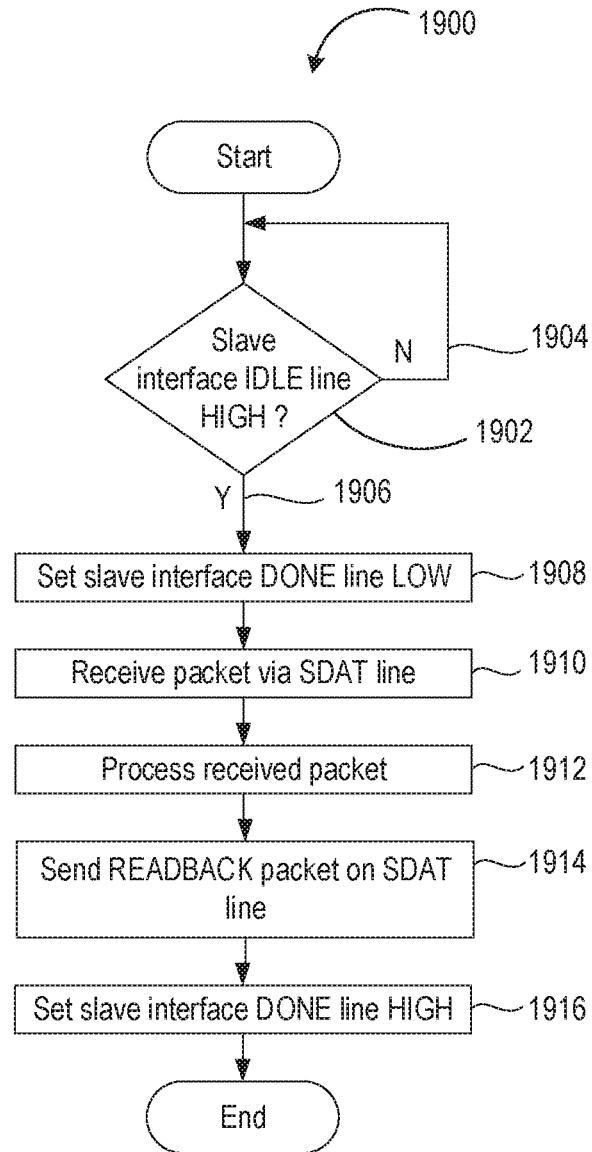 1900
Start
Slave
interface IDLE line
HIGH ?
N
1904
1902
Y
1906
Set slave interface DONE line LOW
1908
Receive packet via SDAT line
1910
Process received packet
1912
Send READBACK packet on SDAT
line
1914
Set slave interface DONE line HIGH
1916
End